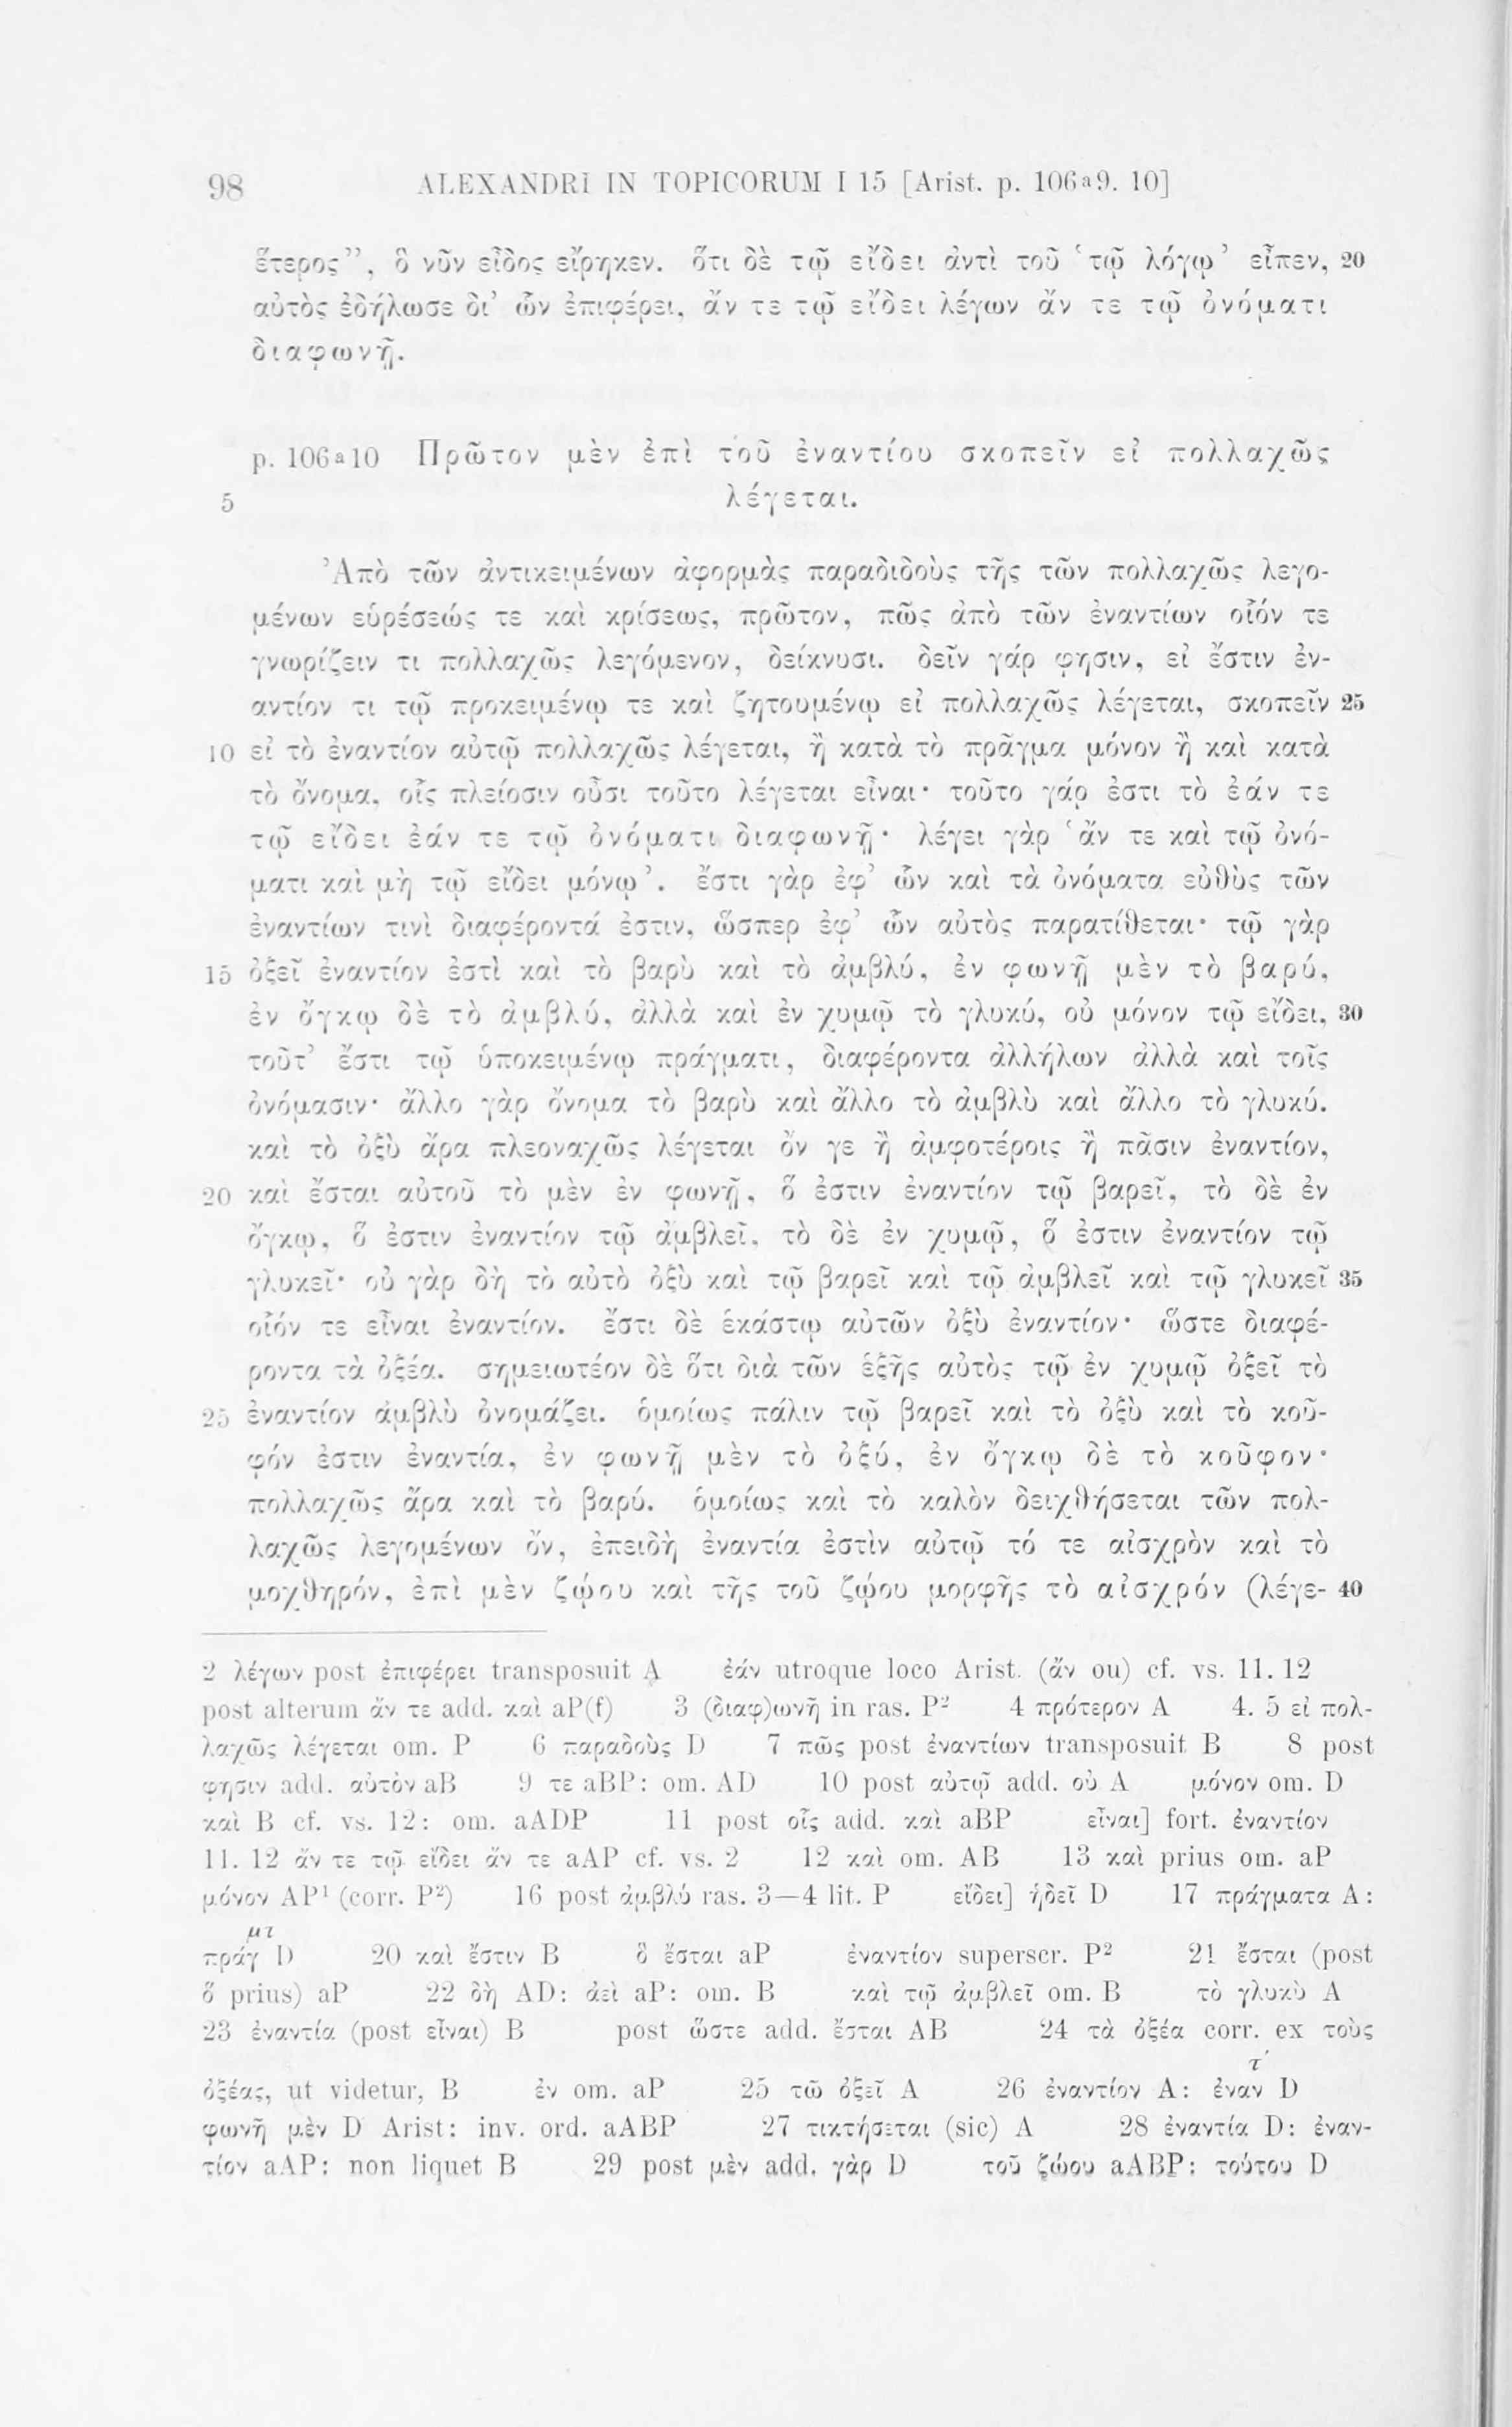 98 ALEXANDRI IN TOPICORUM I 15 [Arist. p. 106a9. 10]
ἕτερος”, ὃ νῦν εἶδος εἴρηκεν. ὅτι δὲ τῷ εἴδει ἀντὶ τοῦ ‘τῷ λόγῳ’ εἶπεν, 20
αὐτὸς ἐδήλωσε δι’ ὧν ἐπιφέρει, ἄν τε τῷ εἴδει λέγων ἄν τε τῷ ὀνόματι
διαφωνῇ.
p. 106a10 Πρῶτον μὲν ἐπὶ τοῦ ἐναντίου σκοπεῖν εἰ πολλαχῶς
5 λέγεται.
Ἀπὸ τῶν ἀντικειμένων ἀφορμὰς παραδιδοὺς τῆς τῶν πολλαχῶς λεγο-
μένων εὑρέσεώς τε καὶ κρίσεως, πρῶτον, πῶς ἀπὸ τῶν ἐναντίων οἷόν τε
γνωρίζειν τι πολλαχῶς λεγόμενον, δείκνυσι. δεῖν γάρ φησιν, εἰ ἔστιν ἐν-
αντίον τι τῷ προκειμένῳ τε καὶ ζητουμένῳ εἰ πολλαχῶς λέγεται, σκοπεῖν 25
10 εἰ τὸ ἐναντίον αὐτῷ πολλαχῶς λέγεται, ἢ κατὰ τὸ πρᾶγμα μόνον ἢ καὶ κατὰ
τὸ ὄνομα, οἷς πλείοσιν οὖσι τοῦτο λέγεται εἶναι· τοῦτο γάρ ἐστι τὸ ἐάν τε
τῷ εἴδει ἐάν τε τῷ ὀνόματι διαφωνῇ· λέγει γὰρ ‘ἄν τε καὶ τῷ ὀνό-
ματι καὶ μὴ τῷ εἴδει μόνῳ’. ἔστι γὰρ ἐφ’ ὧν καὶ τὰ ὀνόματα εὐθὺς τῶν
ἐναντίων τινὶ διαφέροντά ἐστιν, ὥσπερ ἐφ’ ὧν αὐτὸς παρατίθεται· τῷ γὰρ
15 ὀξεῖ ἐναντίον ἐστὶ καὶ τὸ βαρὺ καὶ τὸ ἀμβλύ, ἐν φωνῇ μὲν τὸ βαρύ,
ἐν ὄγκῳ δὲ τὸ ἀμβλύ, ἀλλὰ καὶ ἐν χυμῷ τὸ γλυκύ, οὐ μόνον τῷ εἴδει, 30
τοῦτ’ ἔστι τῷ ὑποκειμένῳ πράγματι, διαφέροντα ἀλλήλων ἀλλὰ καὶ τοῖς
ὀνόμασιν· ἄλλο γὰρ ὄνομα τὸ βαρὺ καὶ ἄλλο τὸ ἀμβλὺ καὶ ἄλλο τὸ γλυκύ.
καὶ τὸ ὀξὺ ἄρα πλεοναχῶς λέγεται ὄν γε ἢ ἀμφοτέροις ἢ πᾶσιν ἐναντίον,
20 καὶ ἔσται αὐτοῦ τὸ μὲν ἐν φωνῇ, ὅ ἐστιν ἐναντίον τῷ βαρεῖ, τὸ δὲ ἐν
ὄγκῳ, ὅ ἐστιν ἐναντίον τῷ ἀμβλεῖ, τὸ δὲ ἐν χυμῷ, ὅ ἐστιν ἐναντίον τῷ
γλυκεῖ· οὐ γὰρ δὴ τὸ αὐτὸ ὀξὺ καὶ τῷ βαρεῖ καὶ τῷ ἀμβλεῖ καὶ τῷ γλυκεῖ 35
οἷόν τε εἶναι ἐναντίον. ἔστι δὲ ἑκάστῳ αὐτῶν ὀξὺ ἐναντίον· ὥστε διαφέ-
ροντα τὰ ὀξέα. σημειωτέον δὲ ὅτι διὰ τῶν ἑξῆς αὐτὸς τῷ ἐν χυμῷ ὀξεῖ τὸ
25 ἐναντίον ἀμβλὺ ὀνομάζει. ὁμοίως πάλιν τῷ βαρεῖ καὶ τὸ ὀξὺ καὶ τὸ κοῦ-
φόν ἐστιν ἐναντία, ἐν φωνῇ μὲν τὸ ὀξύ, ἐν ὄγκῳ δὲ τὸ κοῦφον·
πολλαχῶς ἄρα καὶ τὸ βαρύ. ὁμοίως καὶ τὸ καλὸν δειχθήσεται τῶν πολ-
λαχῶς λεγομένων ὄν, ἐπειδὴ ἐναντία ἐστὶν αὐτῷ τό τε αἰσχρὸν καὶ τὸ
μοχθηρόν, ἐπὶ μὲν ζῴου καὶ τῆς τοῦ ζῴου μορφῆς τὸ αἰσχρόν (λέγε- 40
2 λέγων post ἐπιφέρει transposuit A ἐάν utroque loco Arist. (ἄν ου) cf. vs. 11. 12
post alterum ἄν τε add. καὶ aP(f) 3 (διαφ)ωνῇ in ras. P² 4 πρότερον A 4. 5 εἰ πολ-
λαχῶς λέγεται om. P 6 παραδοὺς D 7 πῶς post ἐναντίων transposuit B 8 post
φησιν add. αὐτὸν aB 9 τε aBP: om. AD 10 post αὐτῷ add. οὐ A μόνον om. D
καὶ B cf. vs. 12: om. aADP 11 post οἷς add. καὶ aBP εἶναι] fort. ἐναντίον
11. 12 ἄν τε τῷ εἴδει ἄν τε aAP cf. vs. 2 12 καὶ om. AB 13 καὶ prius om. aP
μόνον AP¹ (corr. P²) 16 post ἀμβλύ ras. 3—4 lit. P εἴδει] ἡδεῖ D 17 πράγματα A:
μτ
πράγ D 20 καὶ ἔστιν B ὃ ἔσται aP ἐναντίον superscr. P² 21 ἔσται (post
ὅ prius) aP 22 δὴ AD: ἀεὶ aP: om. B καὶ τῷ ἀμβλεῖ om. B τὸ γλυκὺ A
23 ἐναντία (post εἶναι) B post ὥστε add. ἔσται AB 24 τὰ ὀξέα corr. ex τοὺς
τ
ὀξέας, ut videtur, B ἐν om. aP 25 τῶ ὀξεῖ A 26 ἐναντίον A: ἐναν D
φωνῇ μὲν D Arist: inv. ord. aABP 27 τικτήσεται (sic) A 28 ἐναντία D: ἐναν-
τίον aAP: non liquet B 29 post μὲν add. γὰρ D τοῦ ζώου aABP: τούτου D